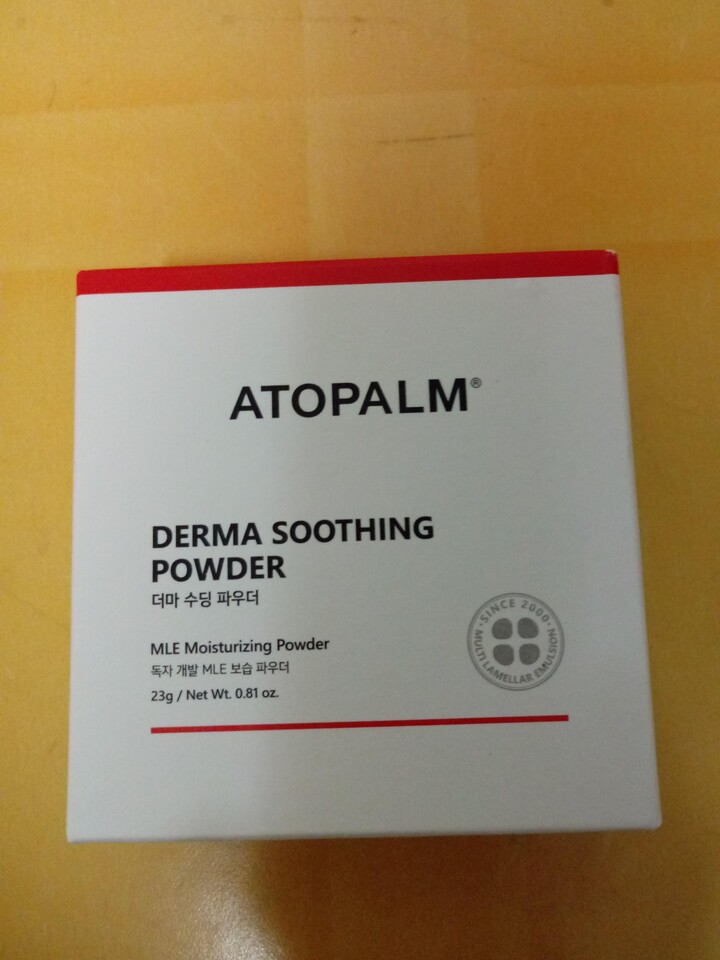 ATOPALM®
DERMA SOOTHING
POWDER
더마 수딩 파우더
MLE Moisturizing Powder
독자 개발 MLE 보습 파우더
23g / Net Wt. 0.81 oz.
·SINCE 2000·
MULTI LAMELLAR EMULSION